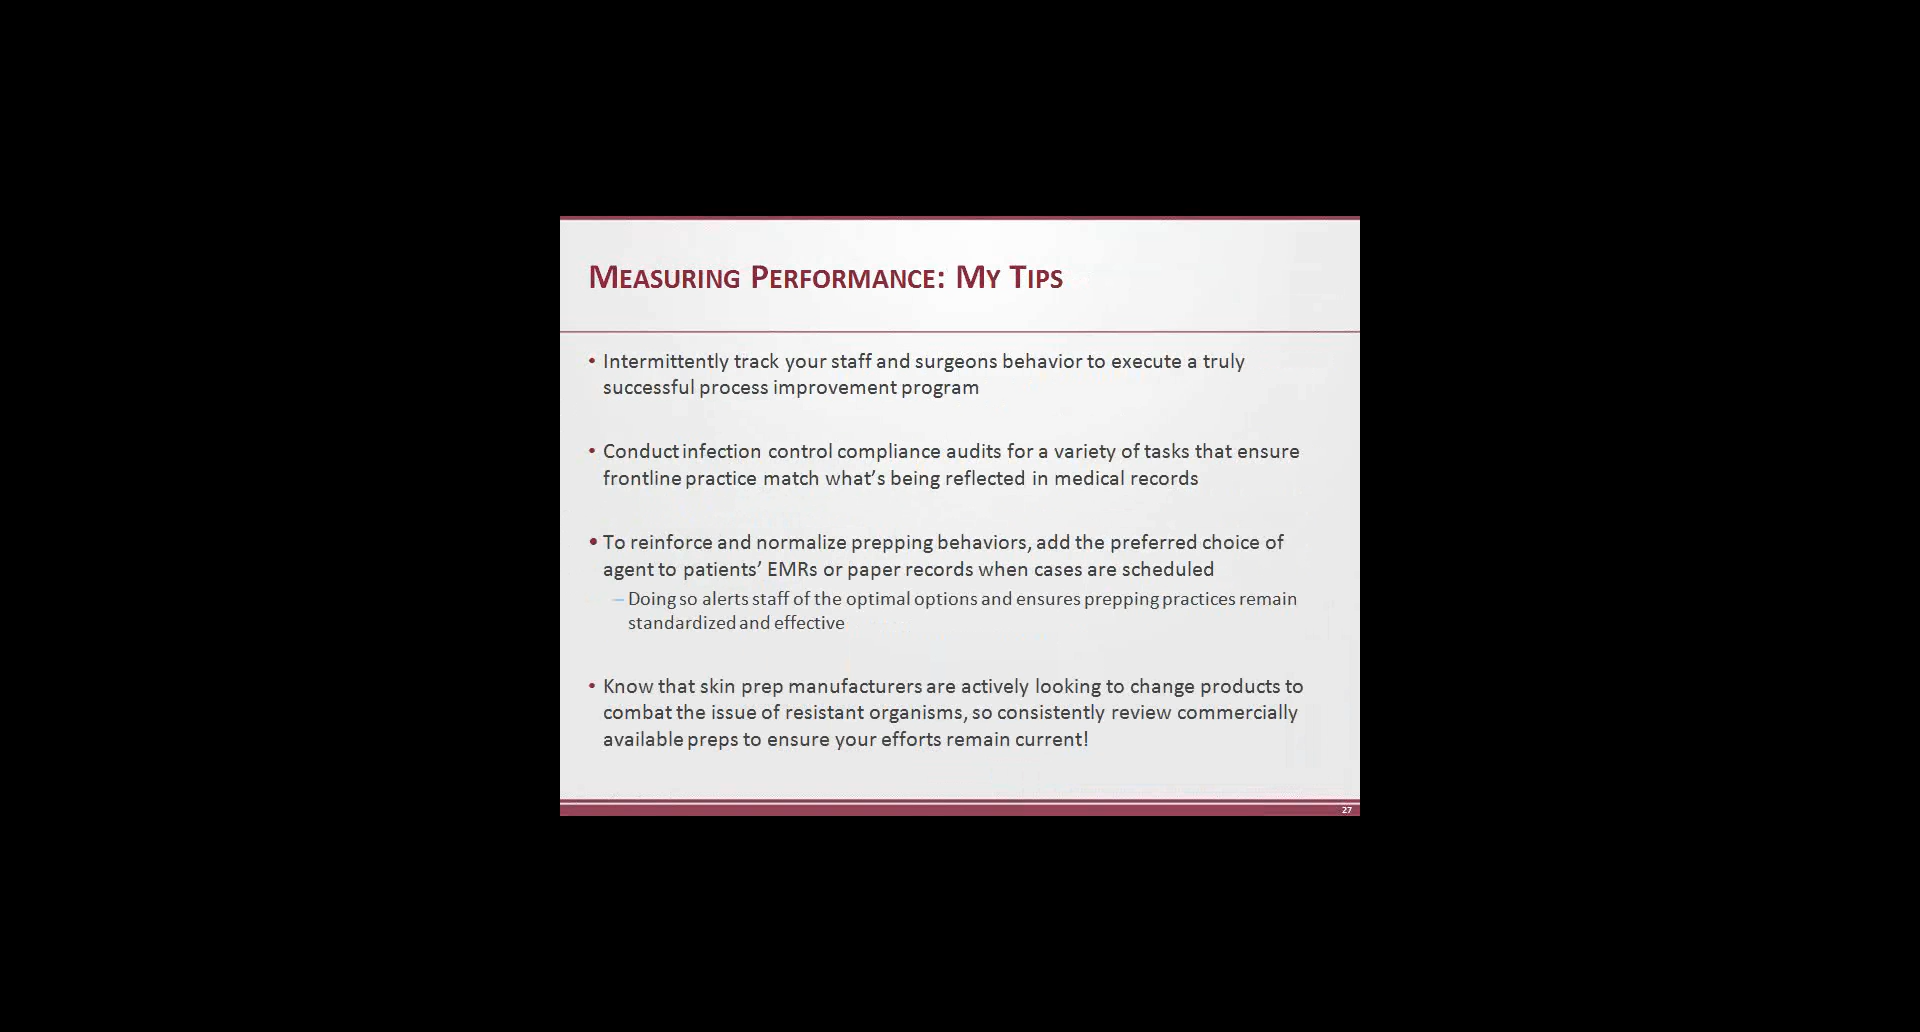 MEASURING PERFORMANCE: MY TIPS
• Intermittently track your staff and surgeons behavior to execute a truly
successful process improvement program
• Conduct infection control compliance audits for a variety of tasks that ensure
frontline practice match what’s being reflected in medical records
• To reinforce and normalize prepping behaviors, add the preferred choice of
agent to patients’ EMRs or paper records when cases are scheduled
– Doing so alerts staff of the optimal options and ensures prepping practices remain
standardized and effective
• Know that skin prep manufacturers are actively looking to change products to
combat the issue of resistant organisms, so consistently review commercially
available preps to ensure your efforts remain current!
27